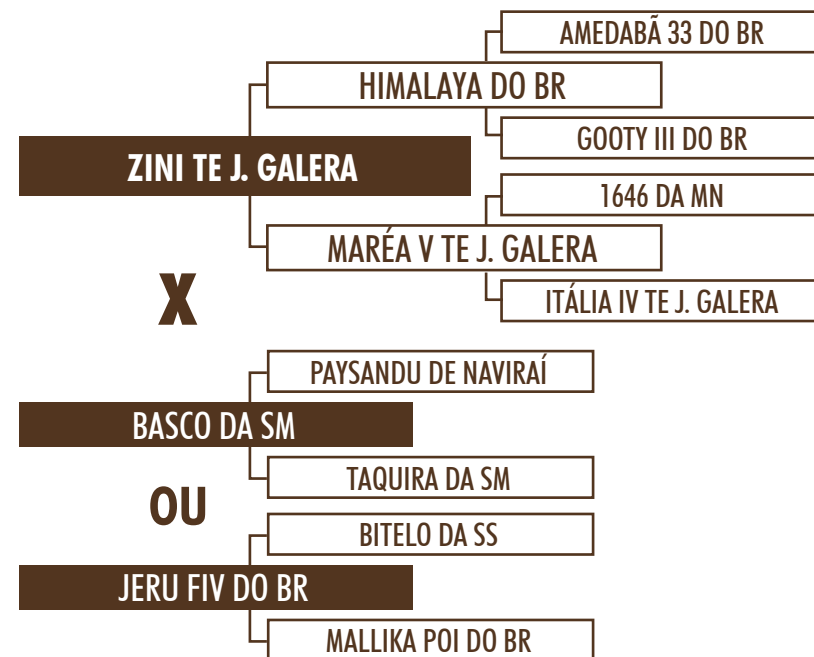 AMEDABÃ 33 DO BR
HIMALAYA DO BR
GOOTY III DO BR
ZINI TE J. GALERA
1646 DA MN
MARÉA V TE J. GALERA
ITÁLIA IV TE J. GALERA
X
PAYSANDU DE NAVIRAÍ
BASCO DA SM
TAQUIRA DA SM
OU
BITELO DA SS
JERU FIV DO BR
MALLIKA POI DO BR